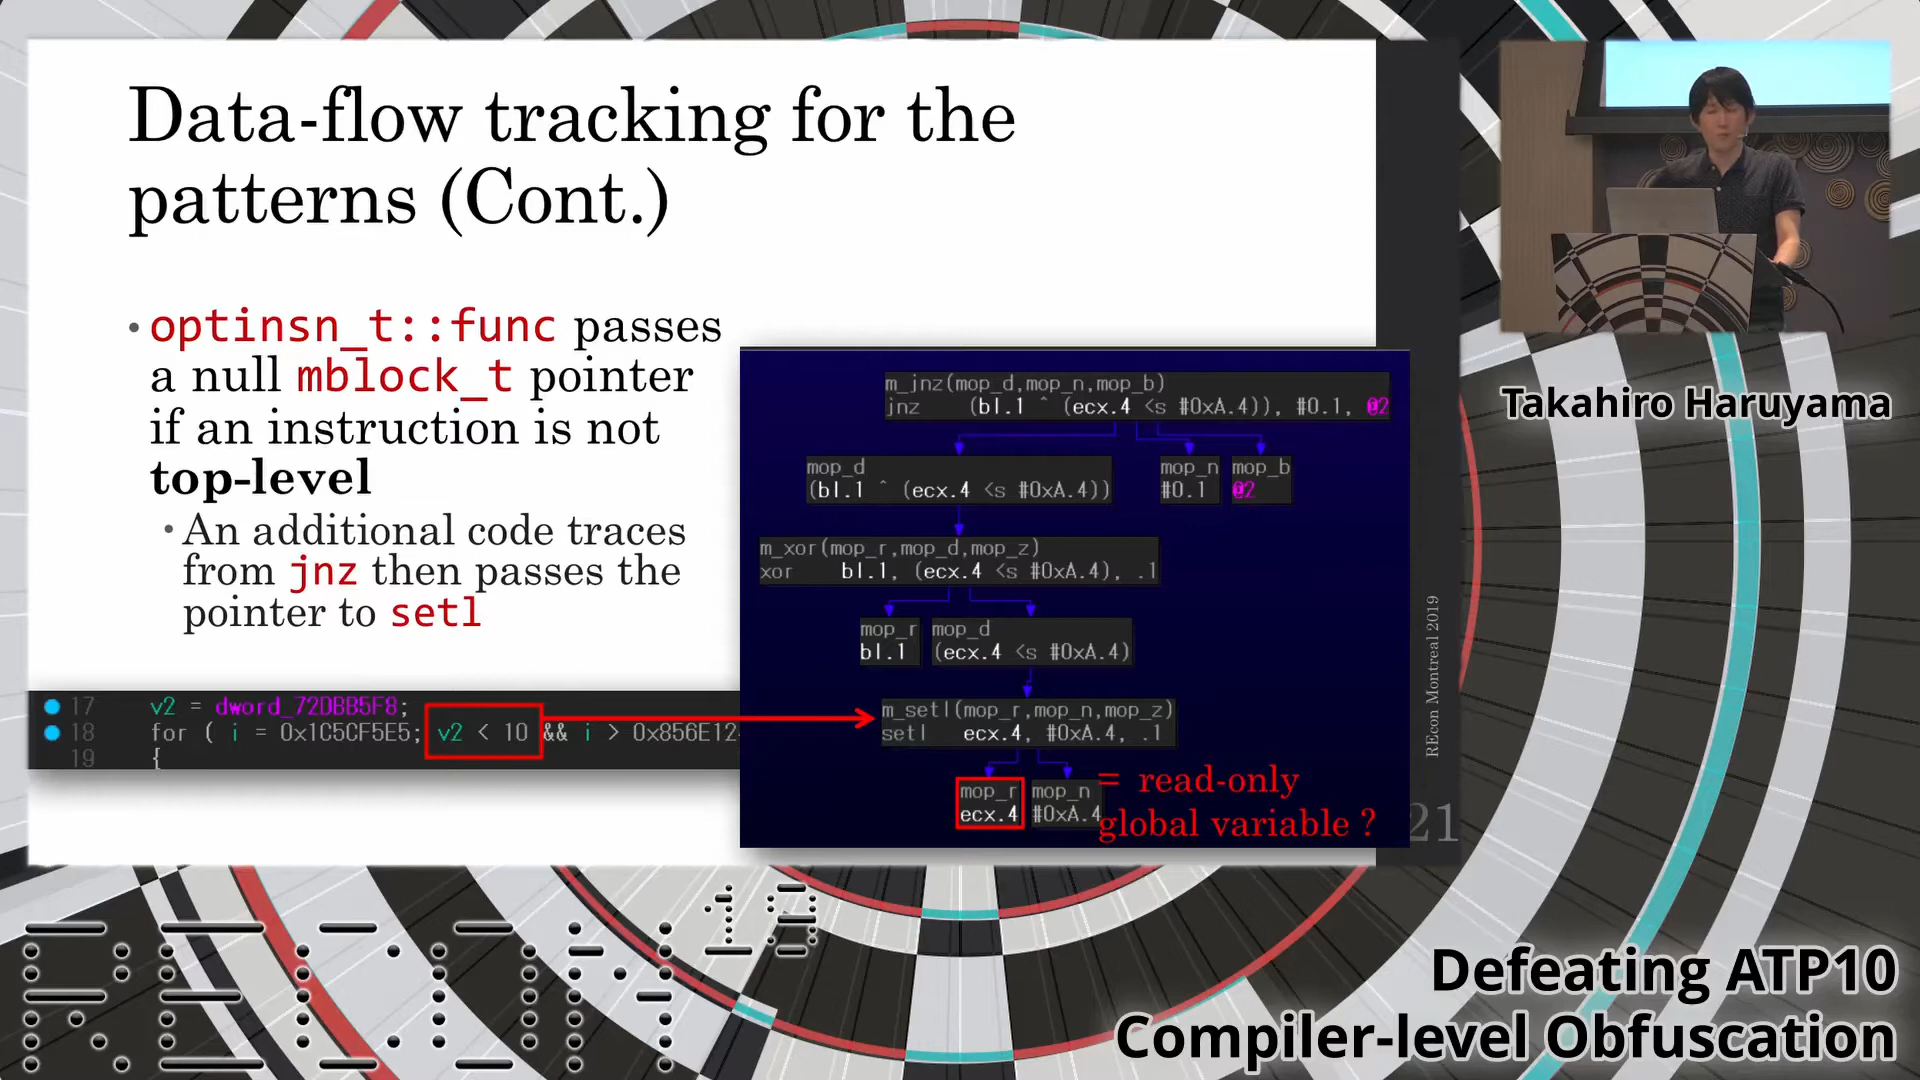 Data-flow tracking for the
patterns (Cont.)
• optinsn_t::func passes
a null mblock_t pointer
if an instruction is not
top-level
• An additional code traces
from jnz then passes the
pointer to setl
17 v2 = dword_72DBB5F8;
18 for ( i = 0x1C5CF5E5; v2 < 10 && i > 0x856E12
19 {
m_jnz(mop_d,mop_n,mop_b)
jnz (bl.1 ^ (ecx.4 <s #0xA.4)), #0.1, @2
mop_d
(bl.1 ^ (ecx.4 <s #0xA.4))
mop_n
#0.1
mop_b
@2
m_xor(mop_r,mop_d,mop_z)
xor bl.1, (ecx.4 <s #0xA.4), .1
mop_r
bl.1
mop_d
(ecx.4 <s #0xA.4)
m_setl(mop_r,mop_n,mop_z)
setl ecx.4, #0xA.4, .1
mop_r
ecx.4
mop_n
#0xA.4
= read-only
global variable ?
REcon Montreal 2019
21
Takahiro Haruyama
RECON 19
Defeating APT10
Compiler-level Obfuscation